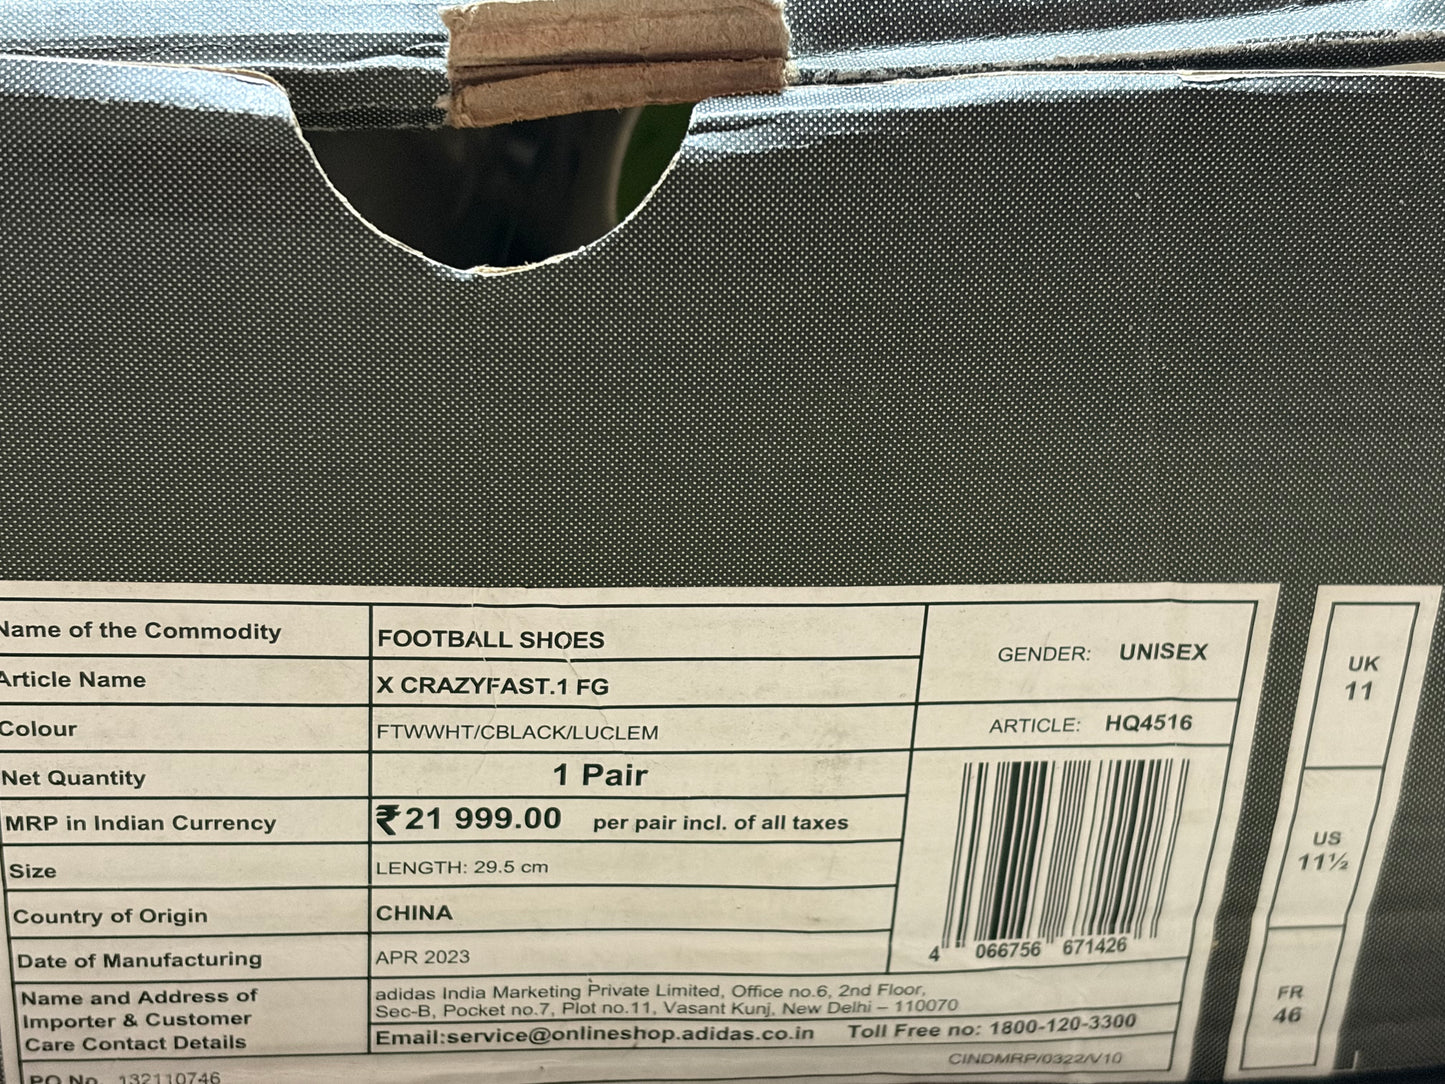 Name of the Commodity FOOTBALL SHOES
Article Name X CRAZYFAST.1 FG
Colour FTWWHT/CBLACK/LUCLEM
Net Quantity 1 Pair
MRP in Indian Currency ₹21 999.00 per pair incl. of all taxes
Size LENGTH: 29.5 cm
Country of Origin CHINA
Date of Manufacturing APR 2023
Name and Address of
Importer & Customer
Care Contact Details
adidas India Marketing Private Limited, Office no.6, 2nd Floor,
Sec-B, Pocket no.7, Plot no.11, Vasant Kunj, New Delhi – 110070
Email:service@onlineshop.adidas.co.in Toll Free no: 1800-120-3300
CINDMRP/0322/V10
PO No. 132110746
GENDER: UNISEX
ARTICLE: HQ4516
4 066756 671426
UK
11
US
11½
FR
46